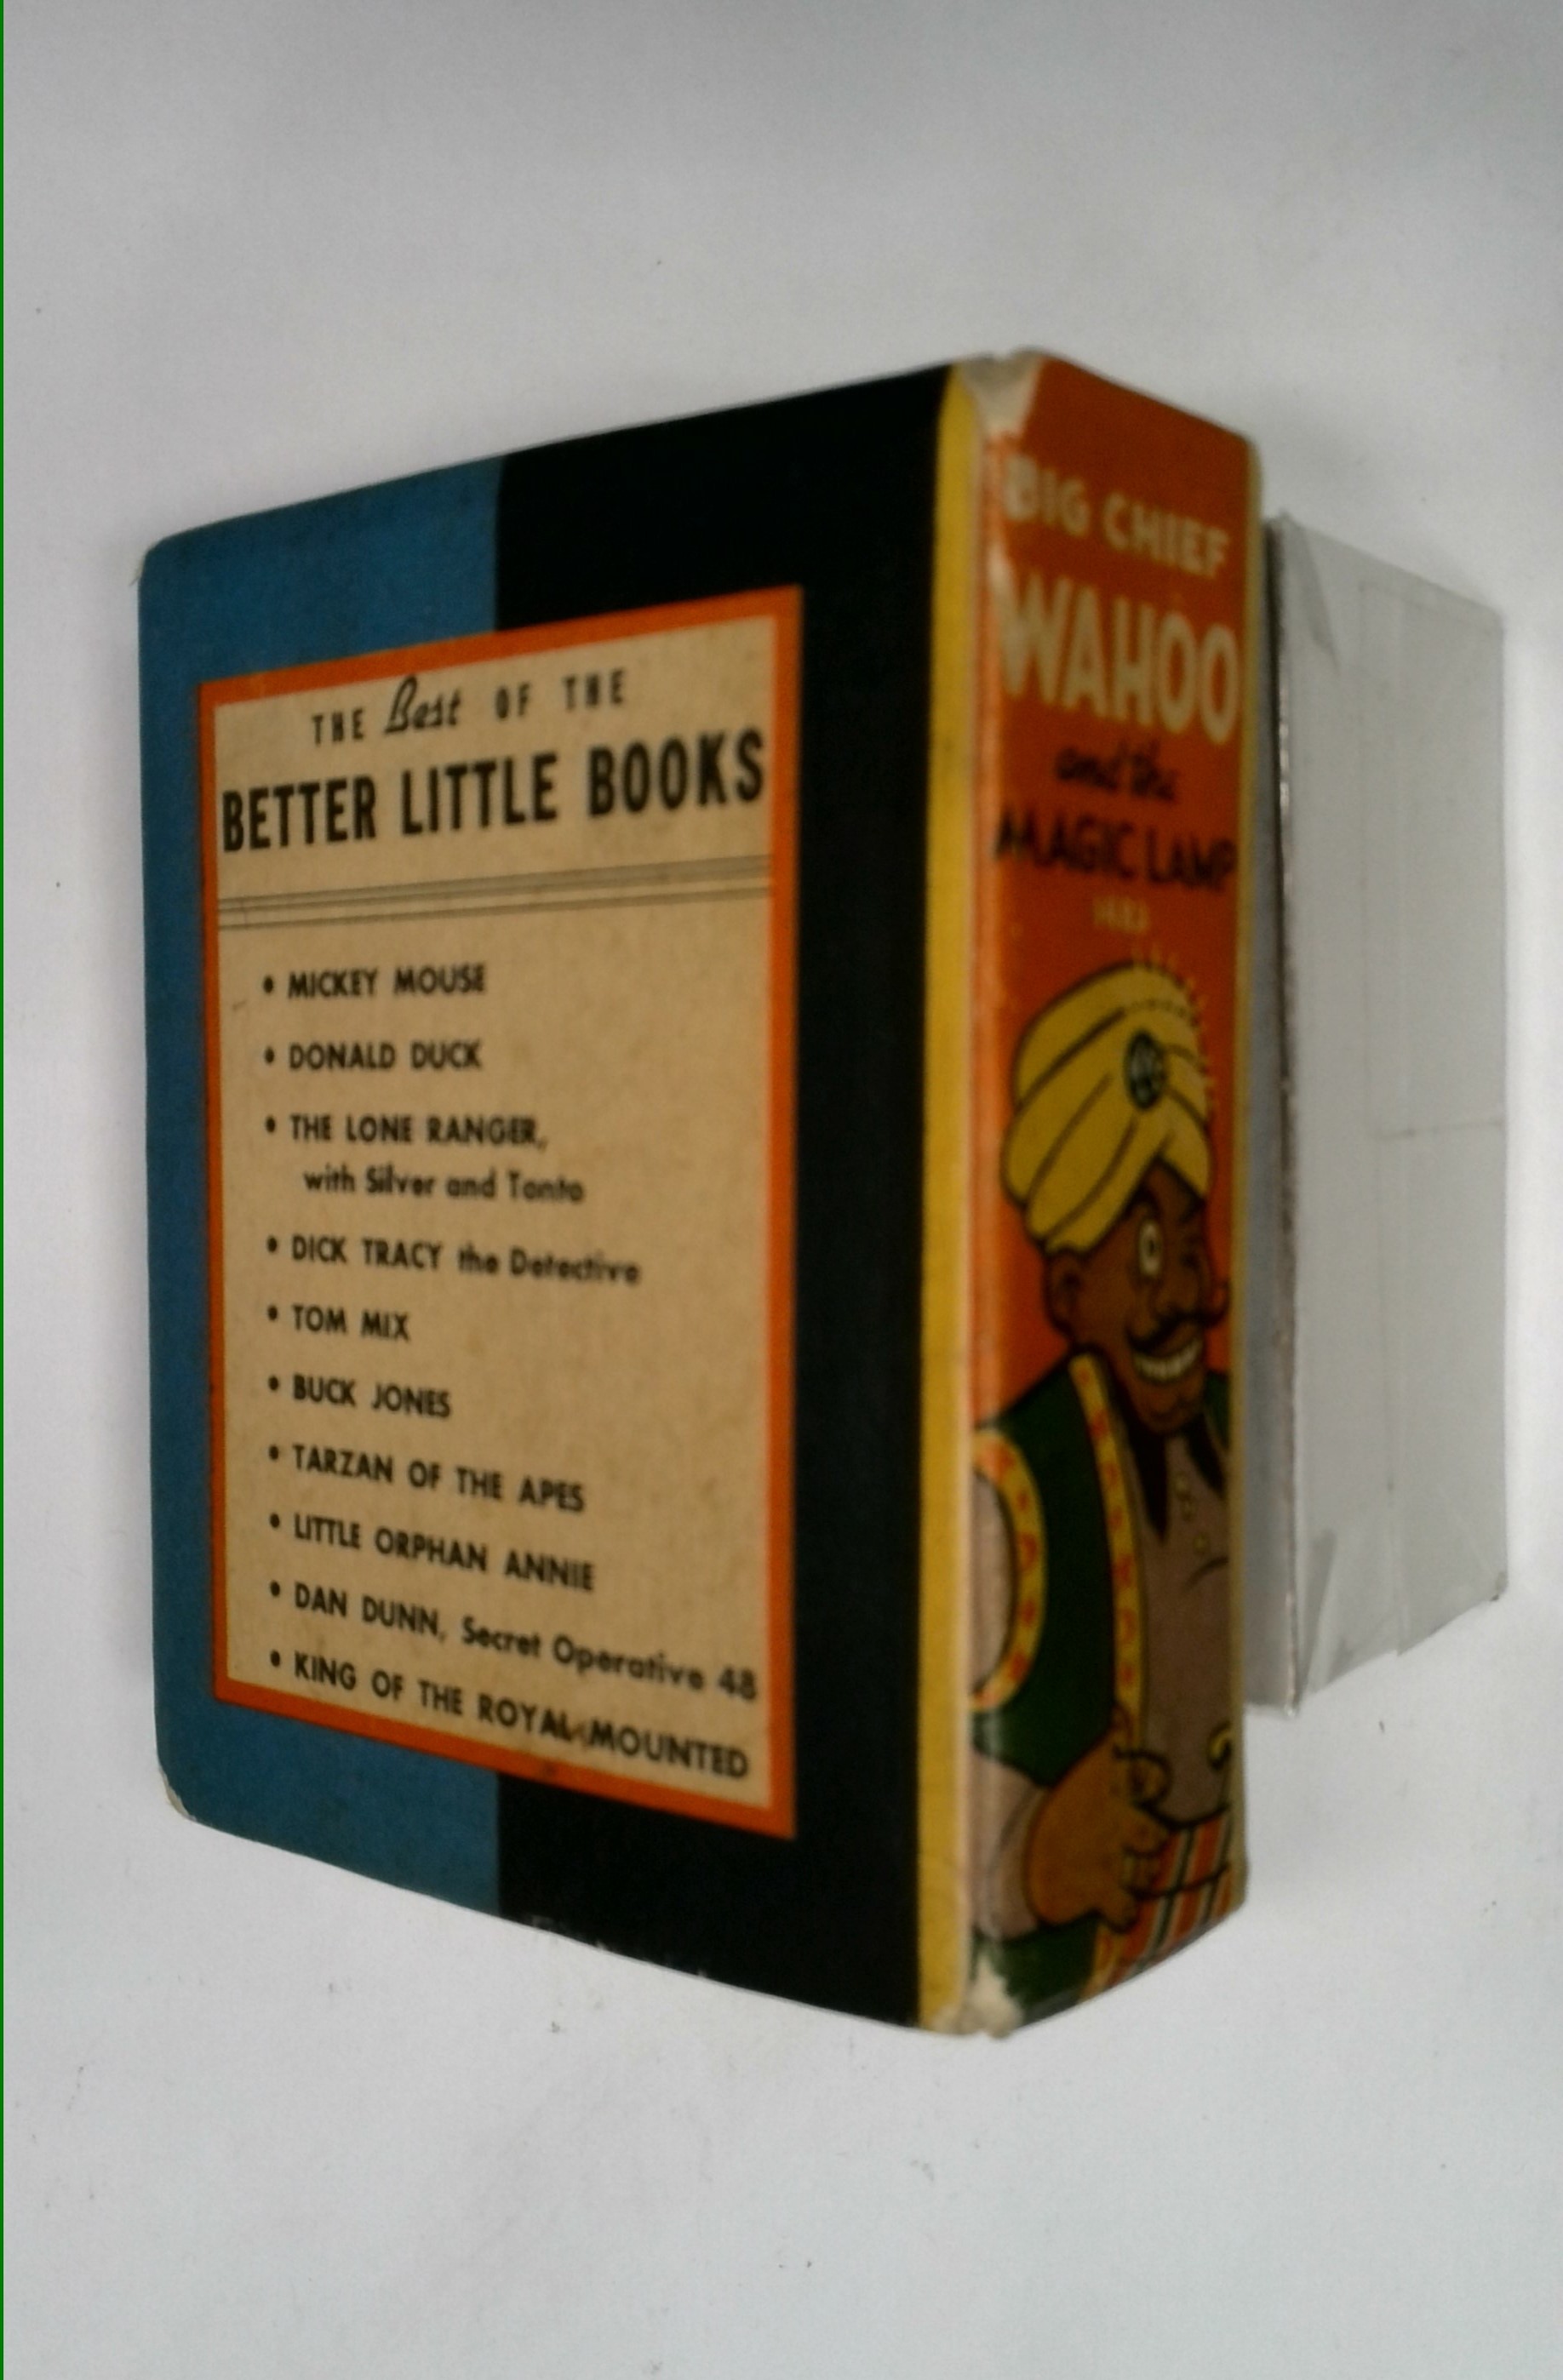 THE Best OF THE
BETTER LITTLE BOOKS
• MICKEY MOUSE
• DONALD DUCK
• THE LONE RANGER,
with Silver and Tonto
• DICK TRACY the Detective
• TOM MIX
• BUCK JONES
• TARZAN OF THE APES
• LITTLE ORPHAN ANNIE
• DAN DUNN, Secret Operative 48
• KING OF THE ROYAL MOUNTED
BIG CHIEF
WAHOO
and the
MAGIC LAMP